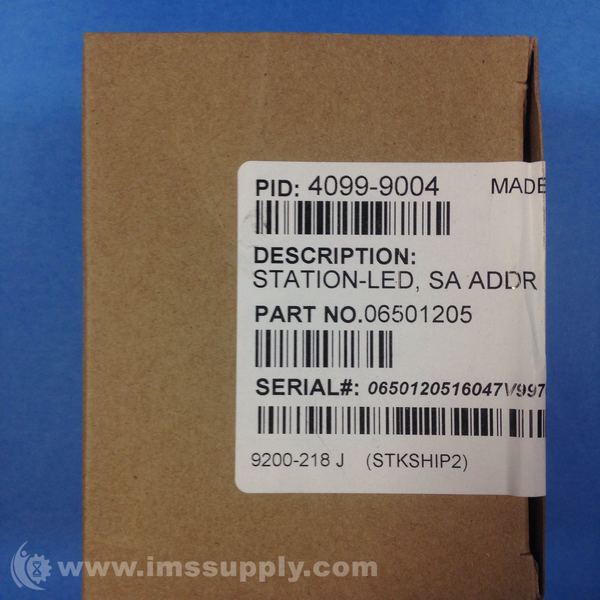 PID: 4099-9004 MADE
DESCRIPTION:
STATION-LED, SA ADDR
PART NO.06501205
SERIAL#: 0650120516047V997
9200-218 J (STKSHIP2)
www.imssupply.com